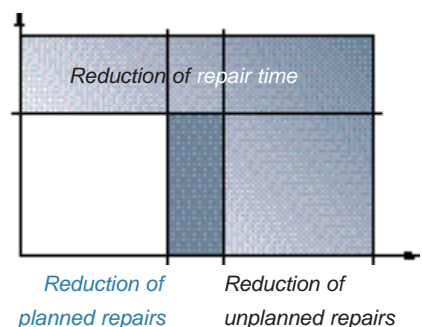 Reduction of repair time
Reduction of
planned repairs
Reduction of
unplanned repairs